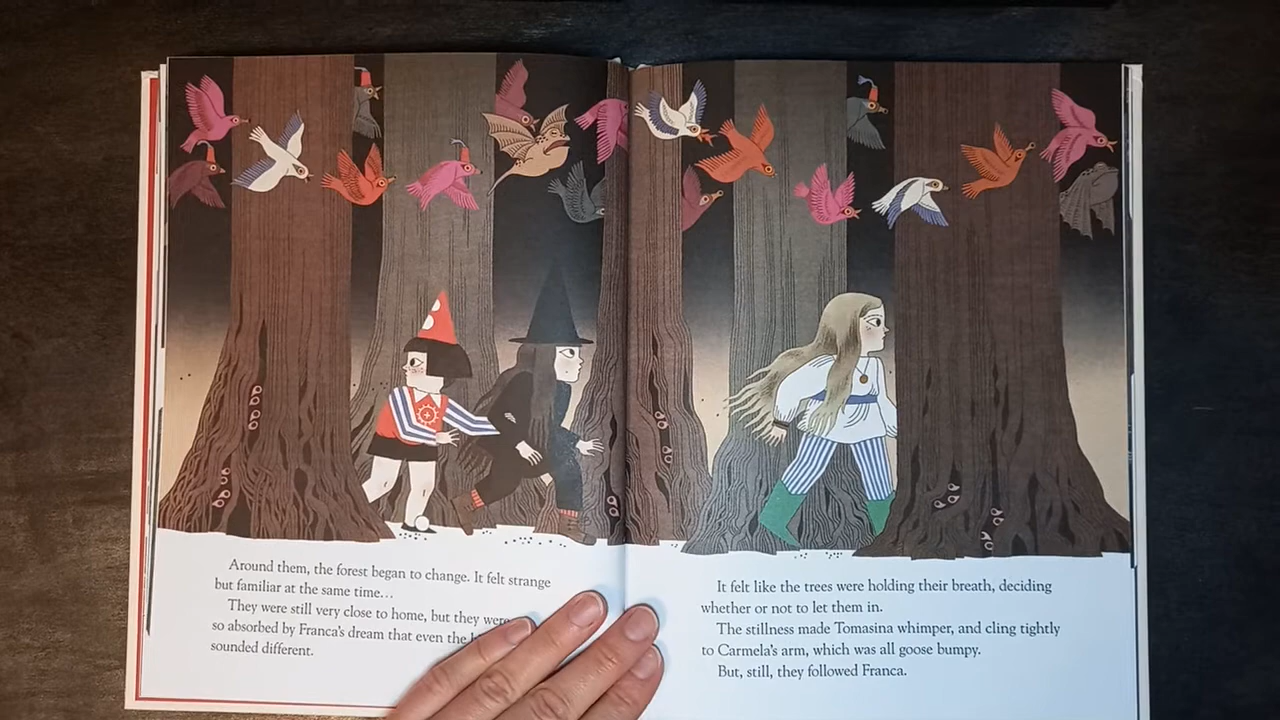 Around them, the forest began to change. It felt strange
but familiar at the same time...
They were still very close to home, but they were
so absorbed by Franca's dream that even the
sounded different.
It felt like the trees were holding their breath, deciding
whether or not to let them in.
The stillness made Tomasina whimper, and cling tightly
to Carmela's arm, which was all goose bumpy.
But, still, they followed Franca.